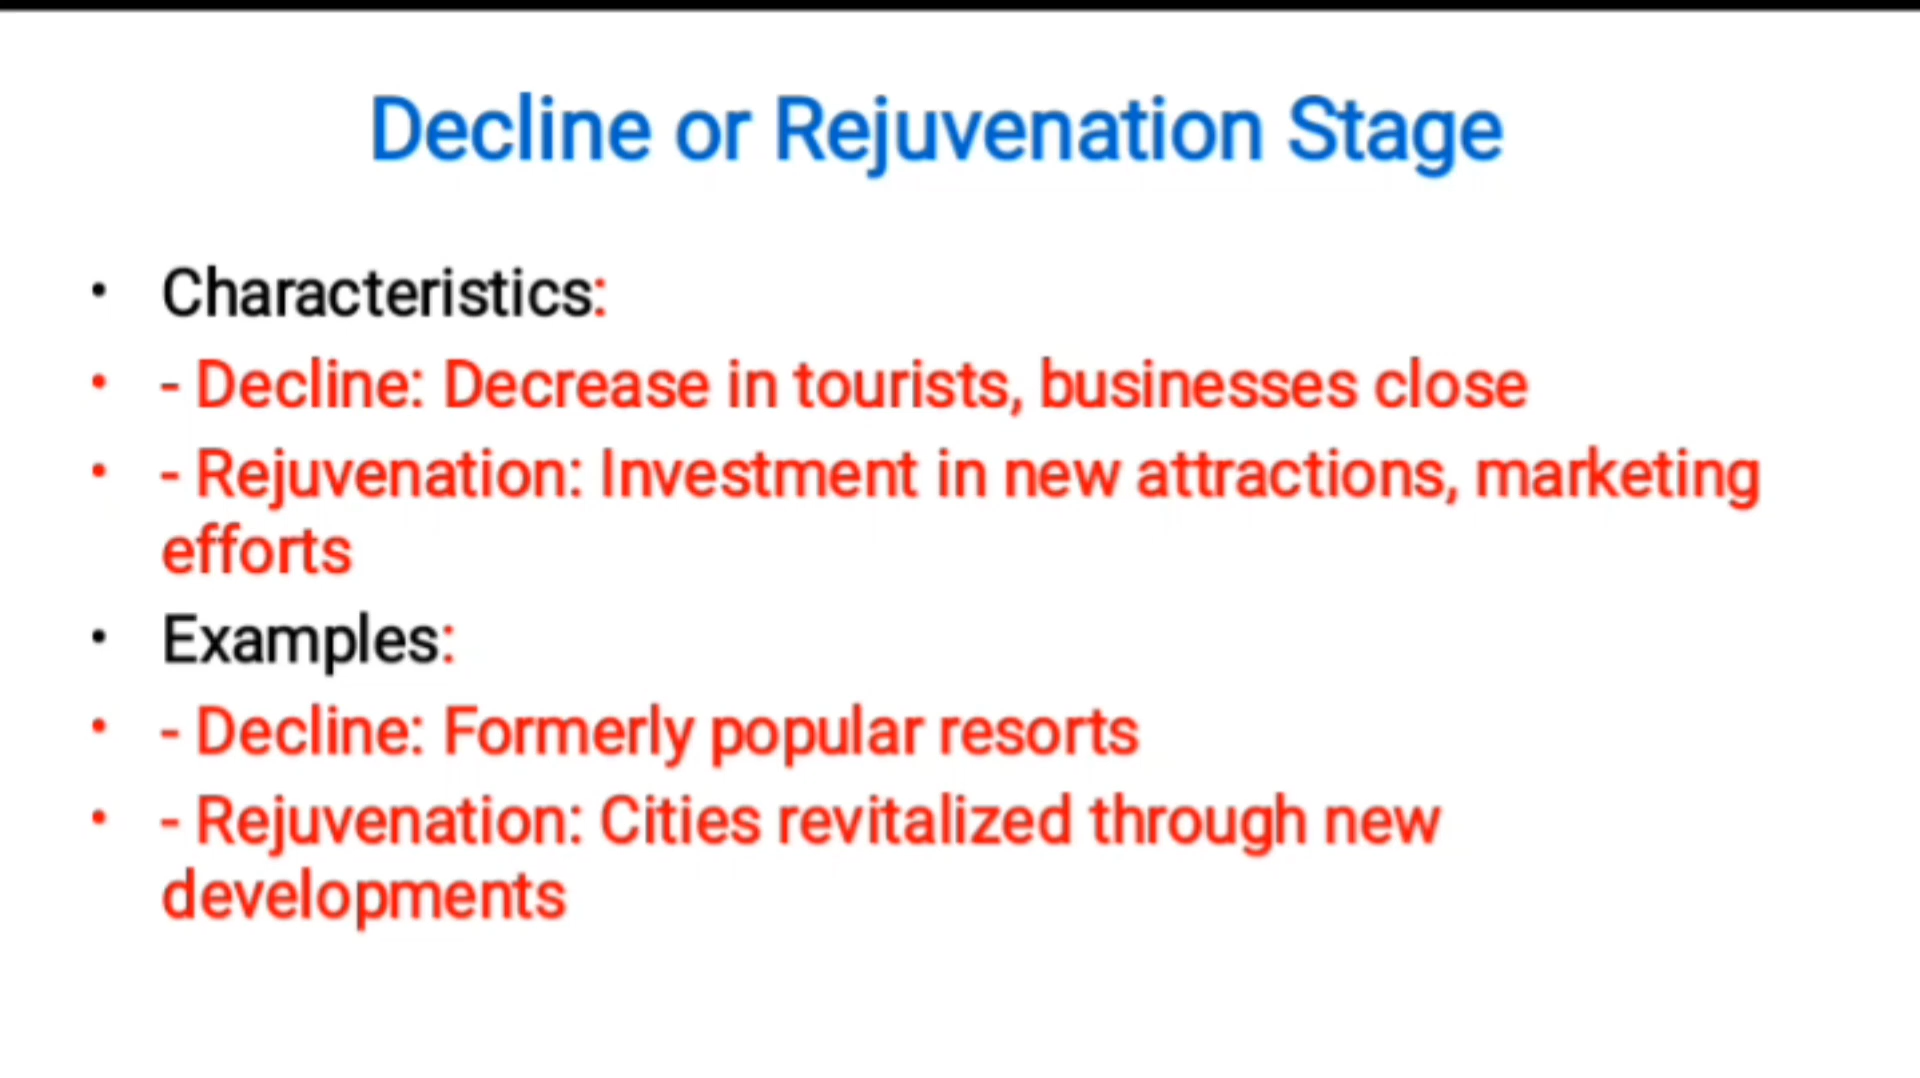 Decline or Rejuvenation Stage
• Characteristics:
• - Decline: Decrease in tourists, businesses close
• - Rejuvenation: Investment in new attractions, marketing
efforts
• Examples:
• - Decline: Formerly popular resorts
• - Rejuvenation: Cities revitalized through new
developments